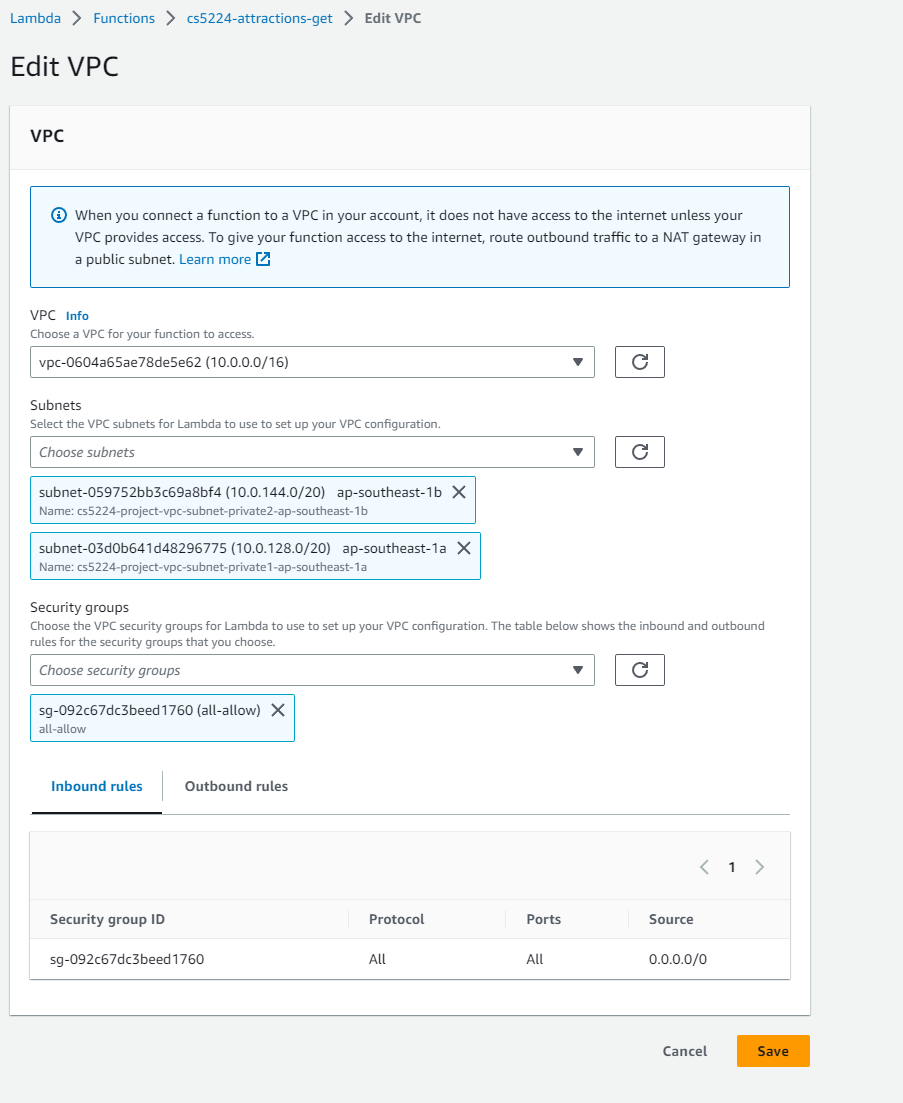 Lambda > Functions > cs5224-attractions-get > Edit VPC
Edit VPC
VPC
When you connect a function to a VPC in your account, it does not have access to the internet unless your
VPC provides access. To give your function access to the internet, route outbound traffic to a NAT gateway in
a public subnet. Learn more
VPC Info
Choose a VPC for your function to access.
vpc-0604a65ae78de5e62 (10.0.0.0/16)
Subnets
Select the VPC subnets for Lambda to use to set up your VPC configuration.
Choose subnets
subnet-059752bb3c69a8bf4 (10.0.144.0/20) ap-southeast-1b
Name: cs5224-project-vpc-subnet-private2-ap-southeast-1b
subnet-03d0b641d48296775 (10.0.128.0/20) ap-southeast-1a
Name: cs5224-project-vpc-subnet-private1-ap-southeast-1a
Security groups
Choose the VPC security groups for Lambda to use to set up your VPC configuration. The table below shows the inbound and outbound
rules for the security groups that you choose.
Choose security groups
sg-092c67dc3beed1760 (all-allow)
all-allow
Inbound rules Outbound rules
1
Security group ID Protocol Ports Source
sg-092c67dc3beed1760 All All 0.0.0.0/0
Cancel Save